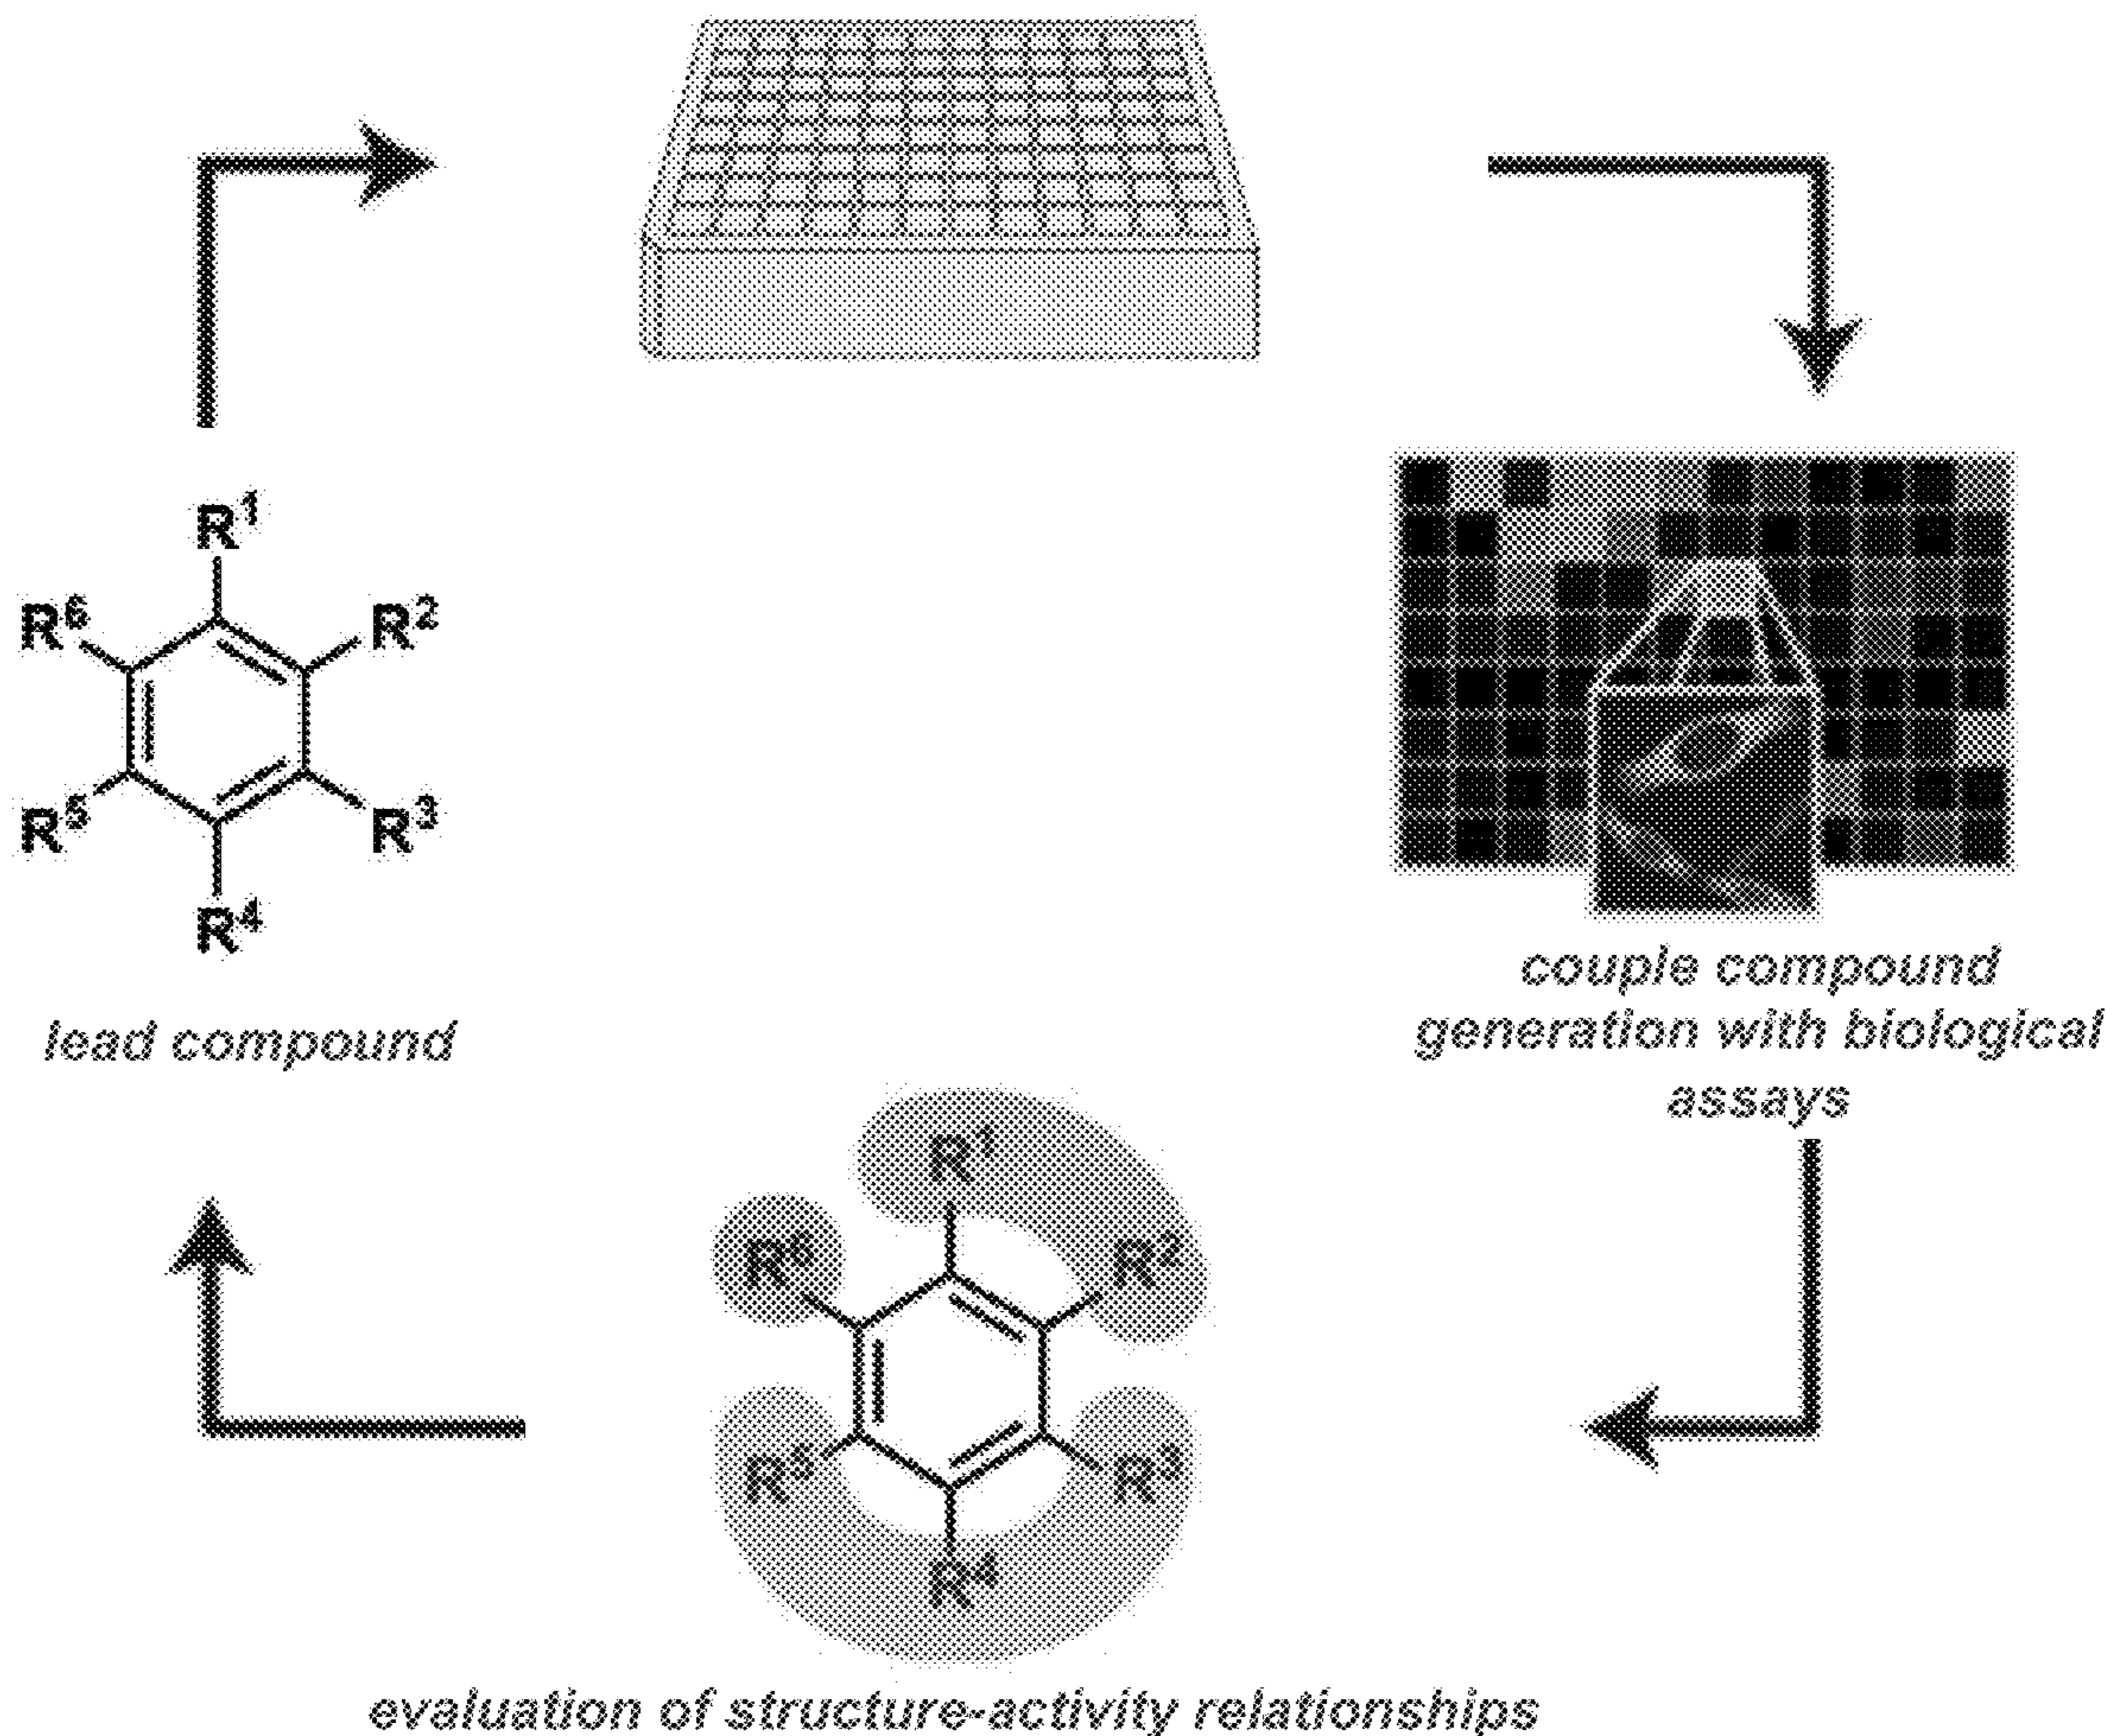 R¹
R⁶ R²
R⁵ R³
R⁴
lead compound
couple compound
generation with biological
assays
R¹
R⁶ R²
R⁵ R³
R⁴
evaluation of structure-activity relationships